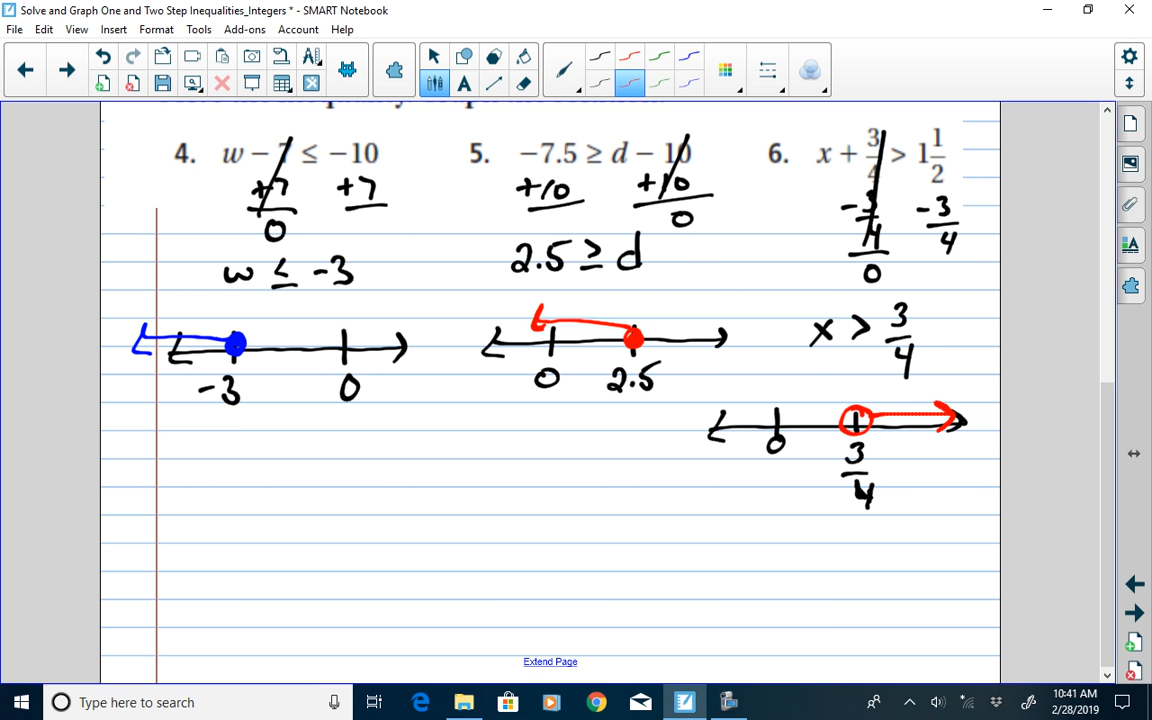 Solve and Graph One and Two Step Inequalities_Integers * - SMART Notebook
File Edit View Insert Format Tools Add-ons Account Help
4. w − 7 ≤ −10
+7 +7
0
w ≤ -3
-3 0
5. −7.5 ≥ d − 10
+10 +10
0
2.5 ≥ d
0 2.5
6. x + 3/4 > 1 1/2
-3/4 -3/4
0
x > 3/4
0 3/4
Extend Page
Type here to search
10:41 AM
2/28/2019